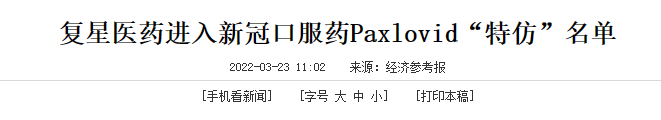 复星医药进入新冠口服药Paxlovid“特仿”名单
2022-03-23 11:02 来源：经济参考报
[手机看新闻] [字号 大 中 小] [打印本稿]